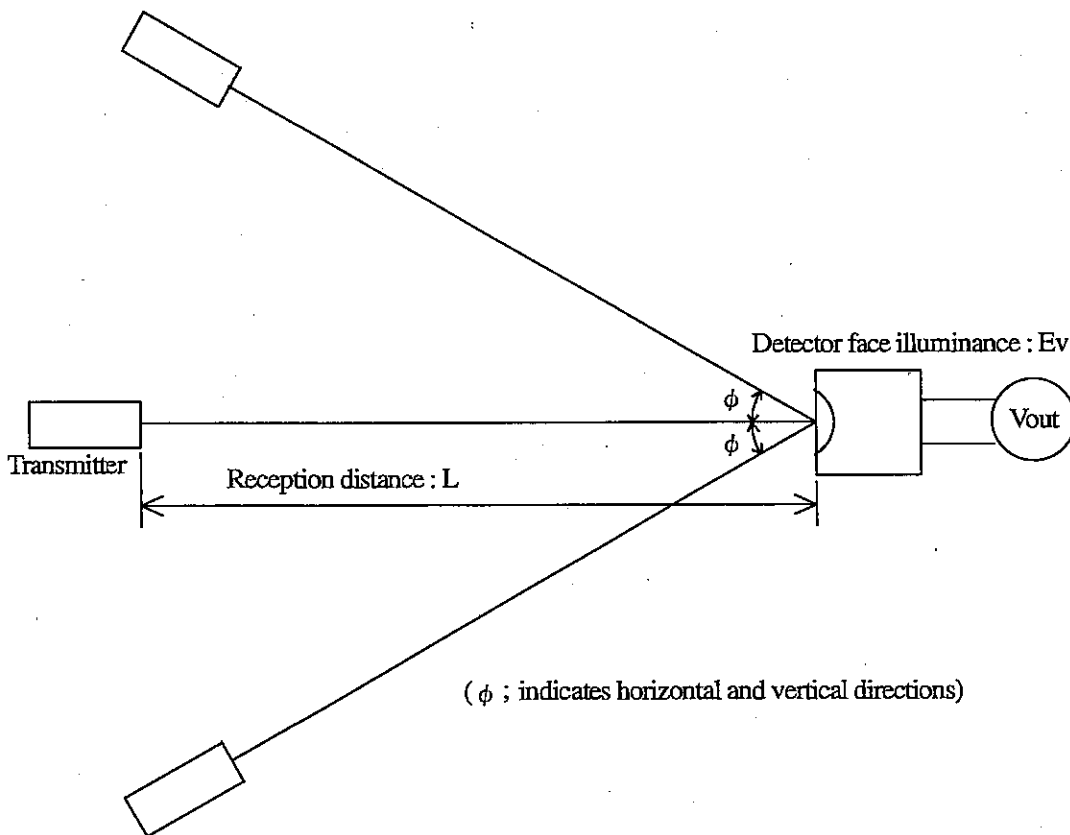 Detector face illuminance : Ev
ϕ
Vout
ϕ
Transmitter
Reception distance : L
( ϕ ; indicates horizontal and vertical directions)